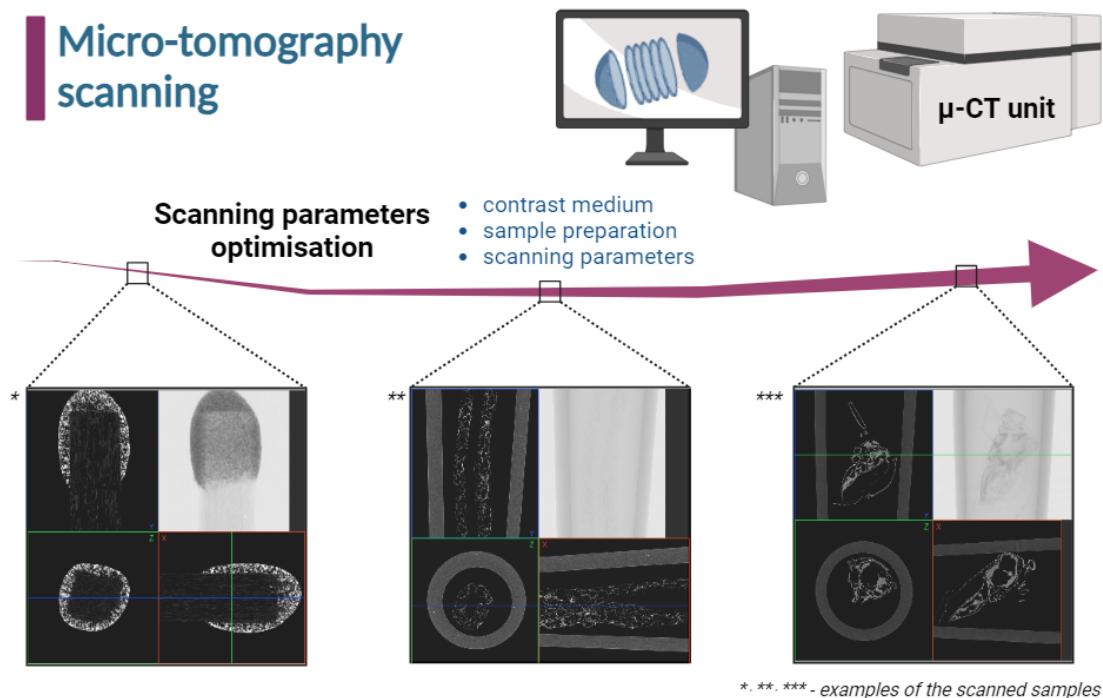 Micro-tomography
scanning
μ-CT unit
Scanning parameters
optimisation
• contrast medium
• sample preparation
• scanning parameters
*
**
***
Y
Z
X
Z
X
Y
Z
X
*, **, *** - examples of the scanned samples